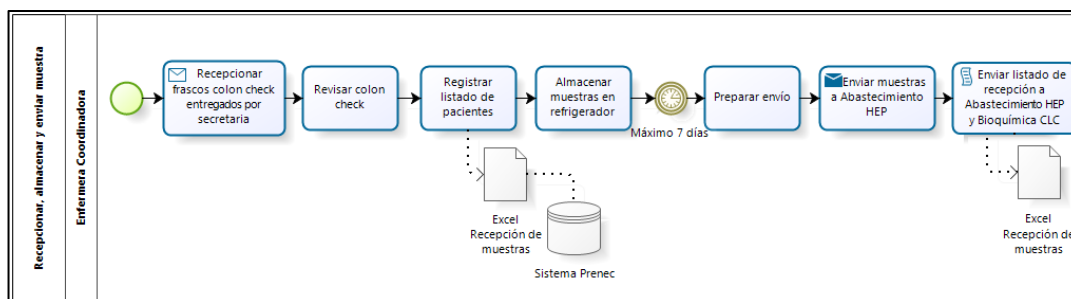 Recepcionar, almacenar y enviar muestra
Enfermera Coordinadora
Recepcionar
frascos colon check
entregados por
secretaria
Revisar colon
check
Registrar
listado de
pacientes
Almacenar
muestras en
refrigerador
Máximo 7 días
Preparar envío
Enviar muestras
a Abastecimiento
HEP
Enviar listado de
recepción a
Abastecimiento HEP
y Bioquímica CLC
Excel
Recepción de
muestras
Sistema Prenec
Excel
Recepción de
muestras